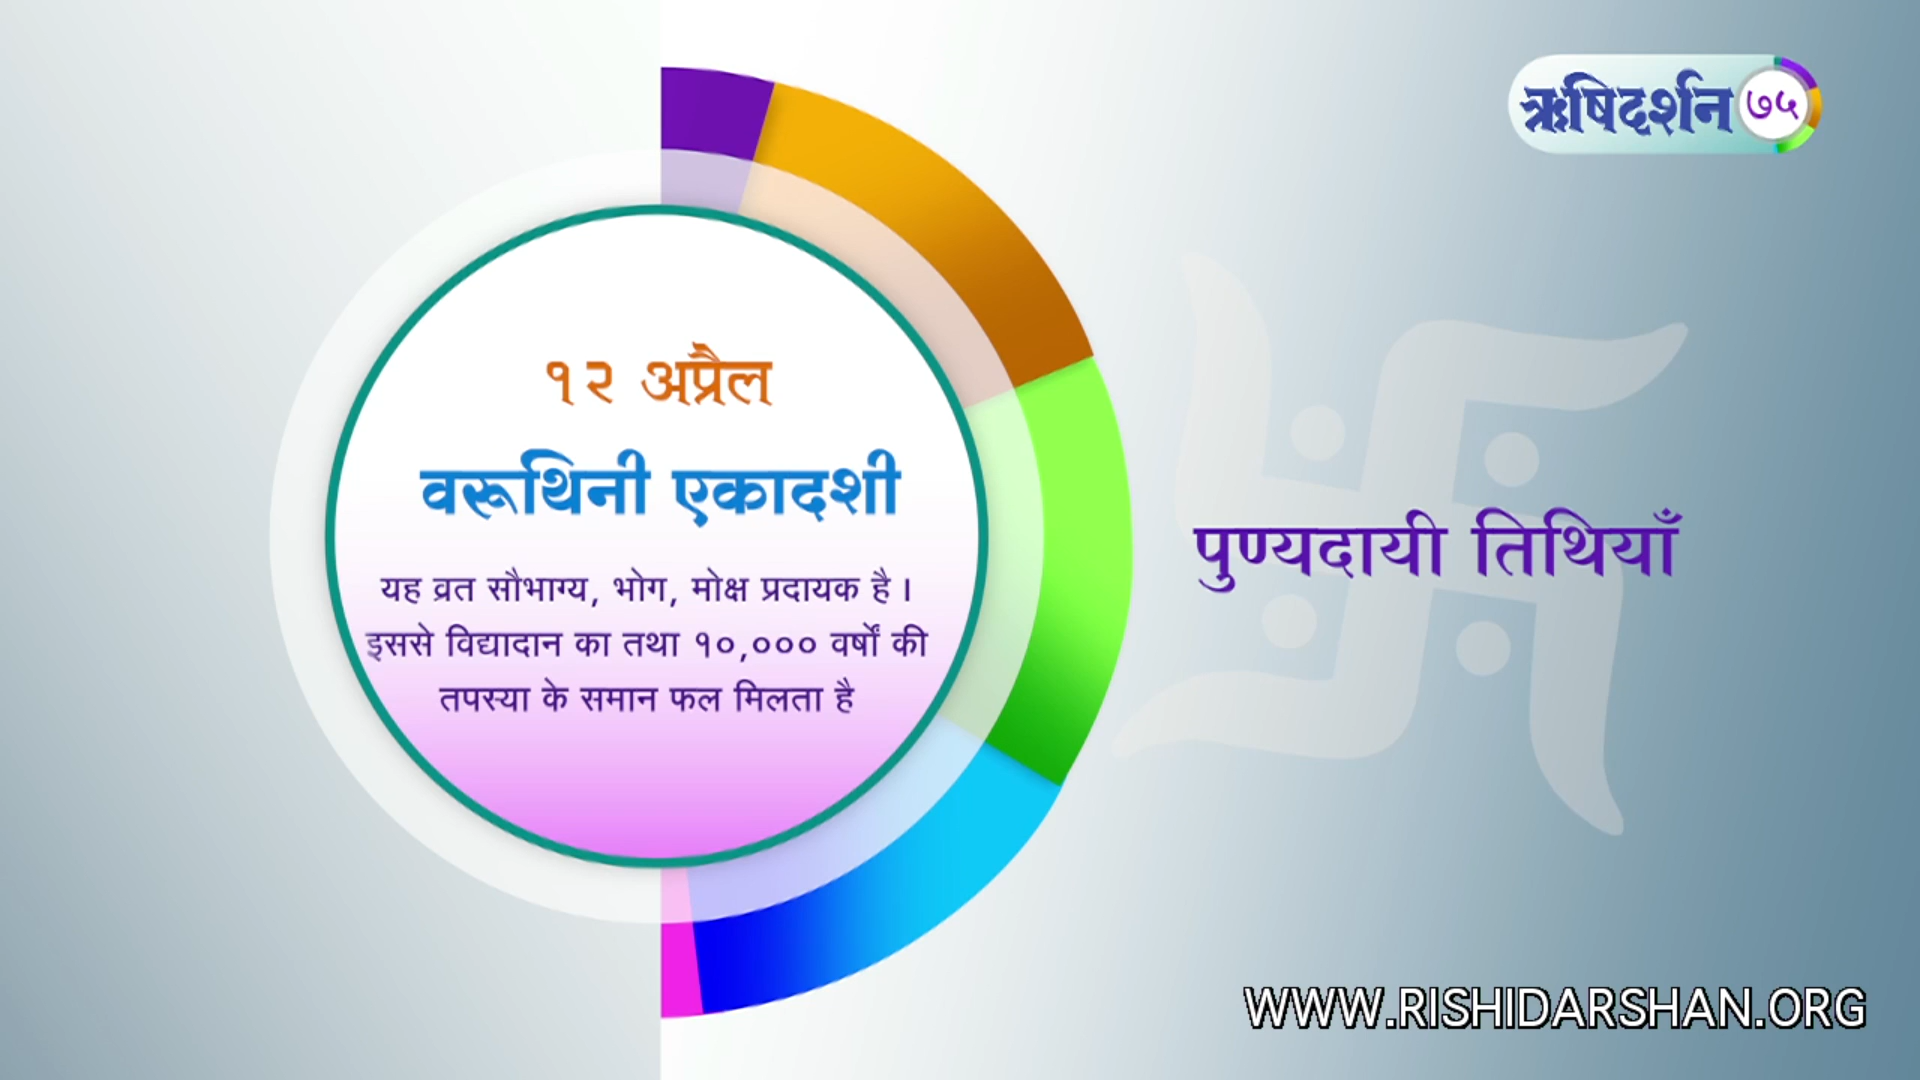 ऋषिदर्शन ७५
१२ अप्रैल
वरूथिनी एकादशी
यह व्रत सौभाग्य, भोग, मोक्ष प्रदायक है ।
इससे विद्यादान का तथा १०,००० वर्षों की
तपस्या के समान फल मिलता है
पुण्यदायी तिथियाँ
WWW.RISHIDARSHAN.ORG